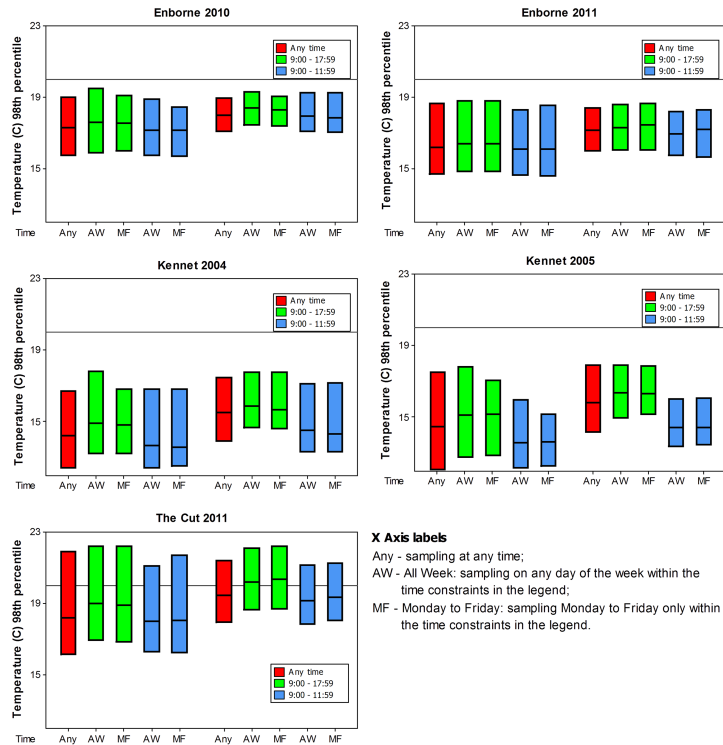 Enborne 2010
Temperature (C) 98th percentile
23
19
15
Any time
9:00 - 17:59
9:00 - 11:59
Time Any AW MF AW MF Any AW MF AW MF
Enborne 2011
Temperature (C) 98th percentile
23
19
15
Any time
9:00 - 17:59
9:00 - 11:59
Time Any AW MF AW MF Any AW MF AW MF
Kennet 2004
Temperature (C) 98th percentile
23
19
15
Any time
9:00 - 17:59
9:00 - 11:59
Time Any AW MF AW MF Any AW MF AW MF
Kennet 2005
Temperature (C) 98th percentile
23
19
15
Any time
9:00 - 17:59
9:00 - 11:59
Time Any AW MF AW MF Any AW MF AW MF
The Cut 2011
Temperature (C) 98th percentile
23
19
15
Any time
9:00 - 17:59
9:00 - 11:59
Time Any AW MF AW MF Any AW MF AW MF
X Axis labels
Any - sampling at any time;
AW - All Week: sampling on any day of the week within the
time constraints in the legend;
MF - Monday to Friday: sampling Monday to Friday only within
the time constraints in the legend.